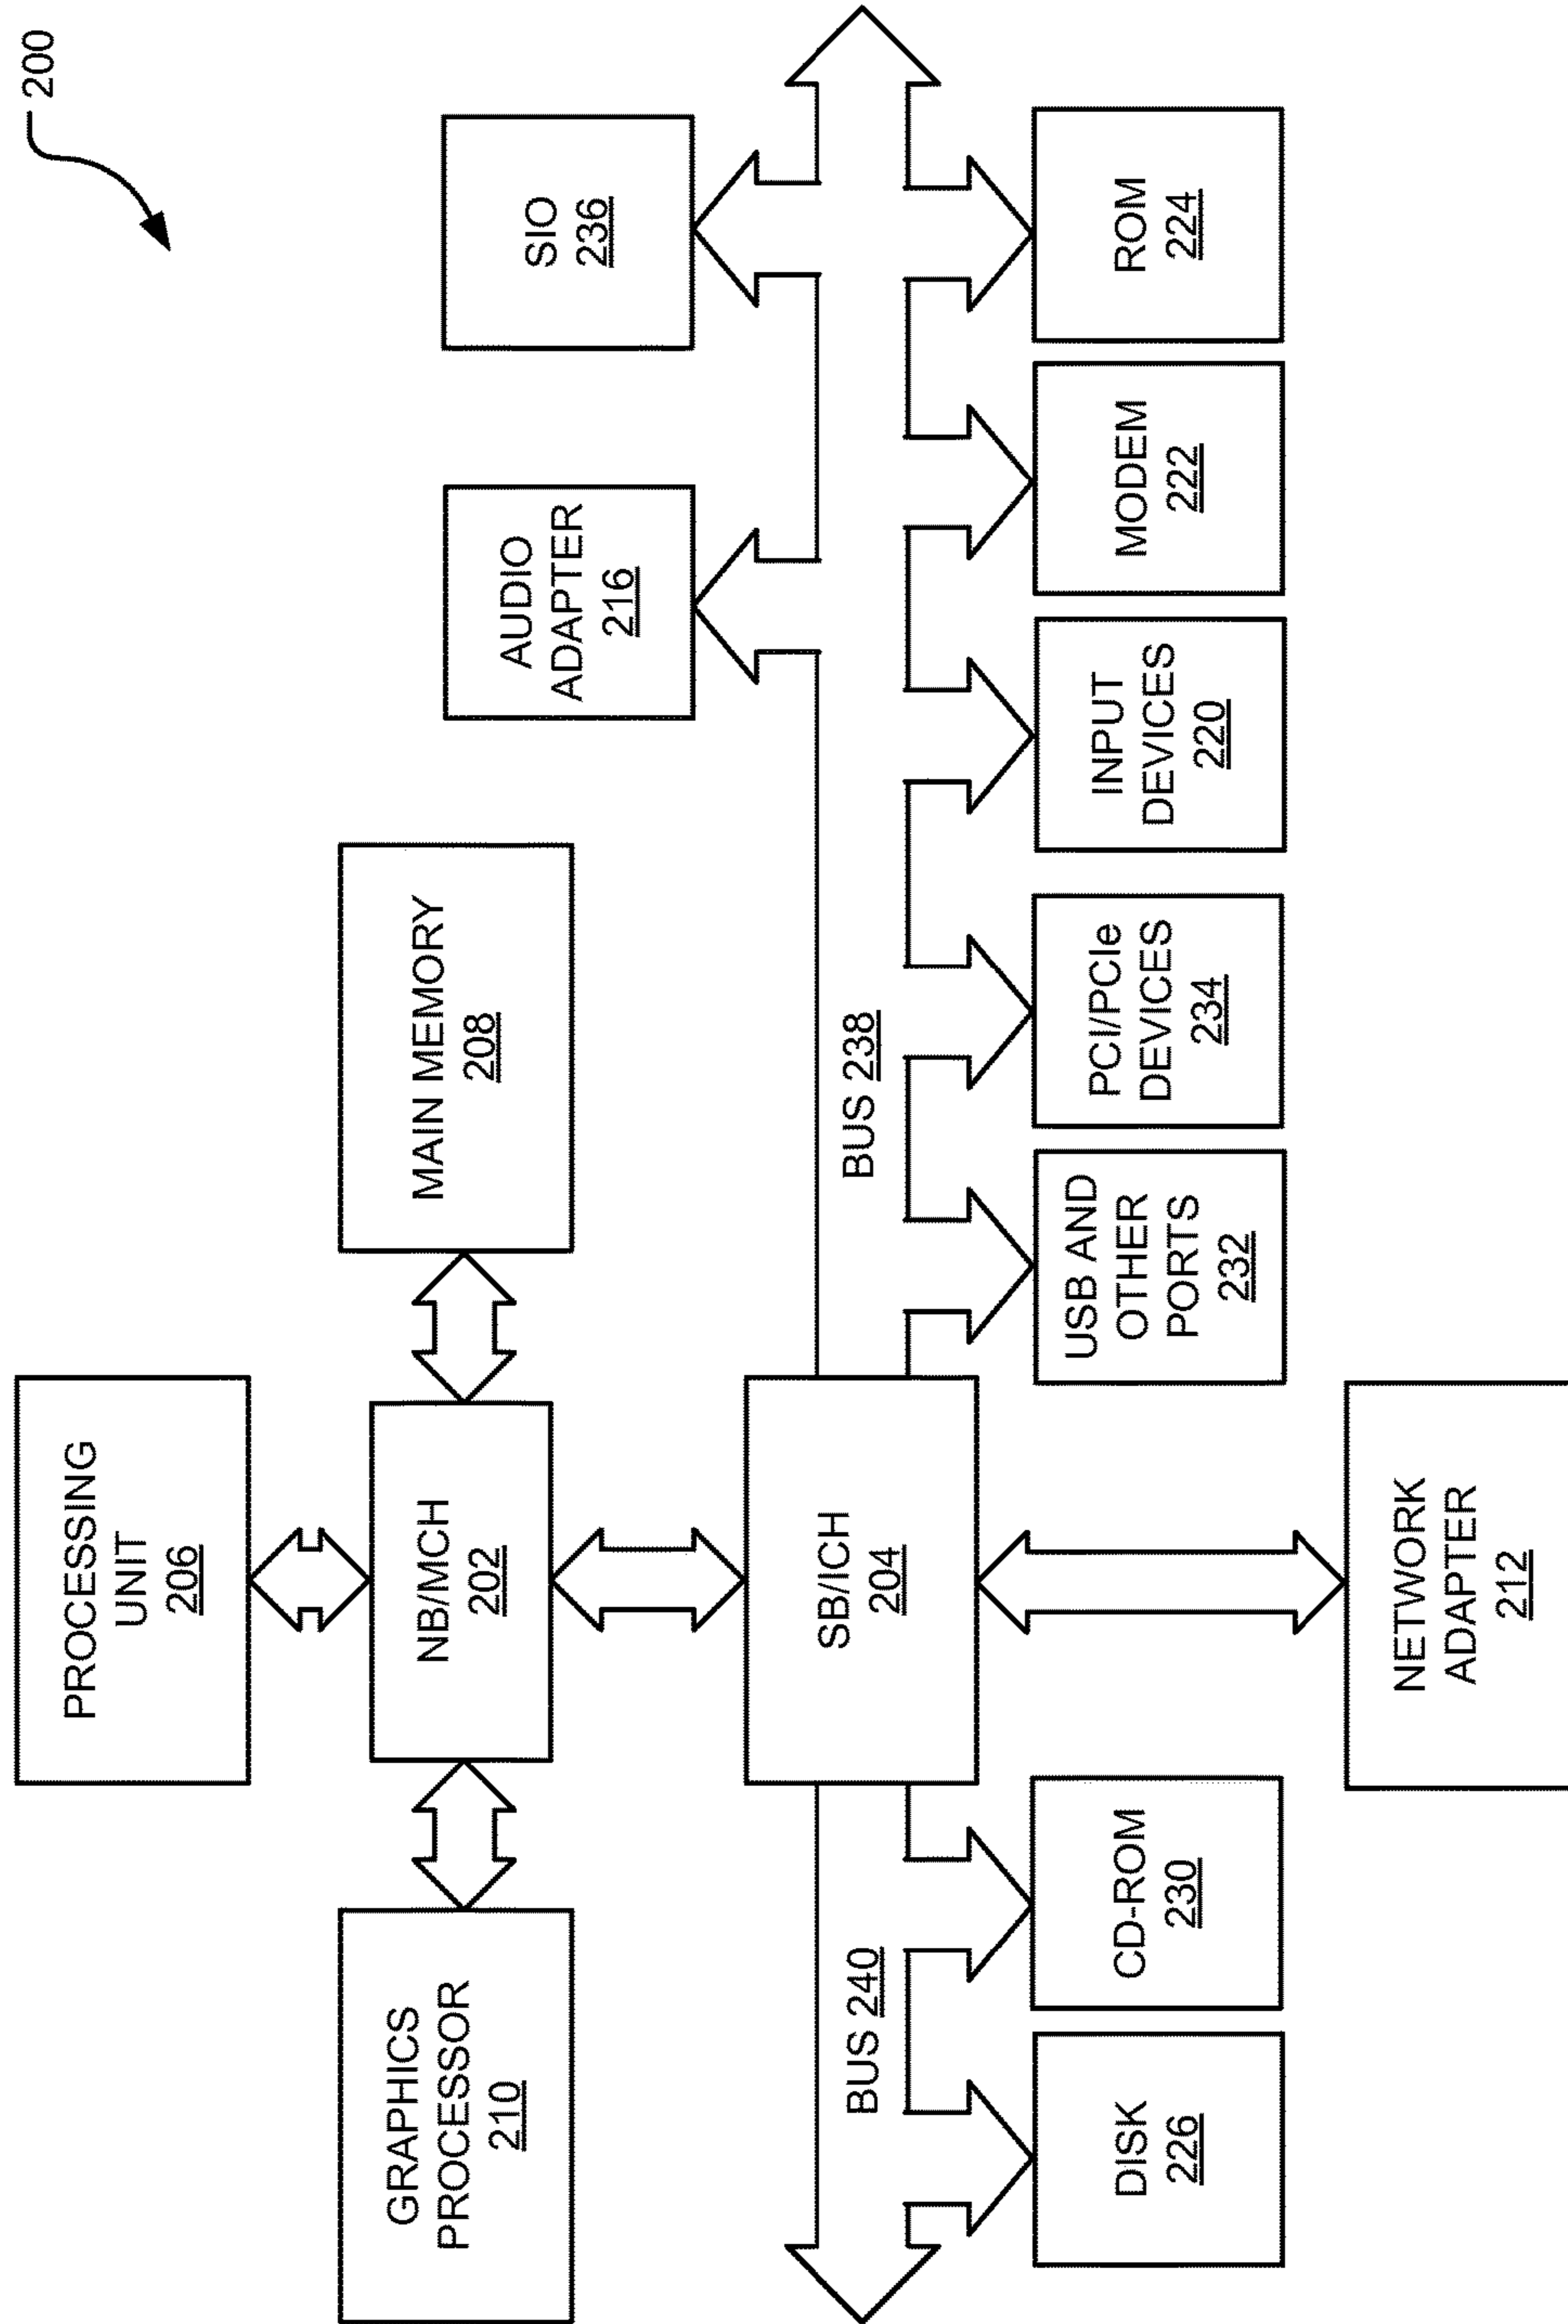 200
PROCESSING
UNIT
206
GRAPHICS
PROCESSOR
210
NB/MCH
202
MAIN MEMORY
208
AUDIO
ADAPTER
216
SIO
236
SB/ICH
204
BUS 240
BUS 238
DISK
226
CD-ROM
230
USB AND
OTHER
PORTS
232
PCI/PCIe
DEVICES
234
INPUT
DEVICES
220
MODEM
222
ROM
224
NETWORK
ADAPTER
212